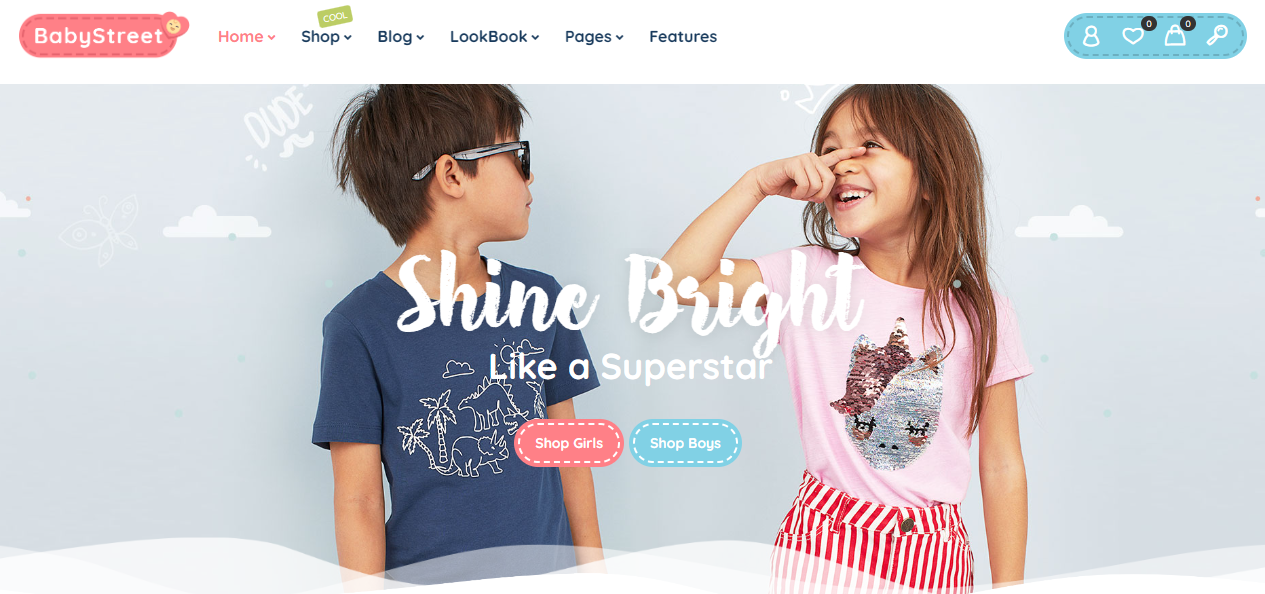 BabyStreet
COOL
Home
Shop
Blog
LookBook
Pages
Features
0
0
DUDE
Shine Bright
Like a Superstar
Shop Girls
Shop Boys